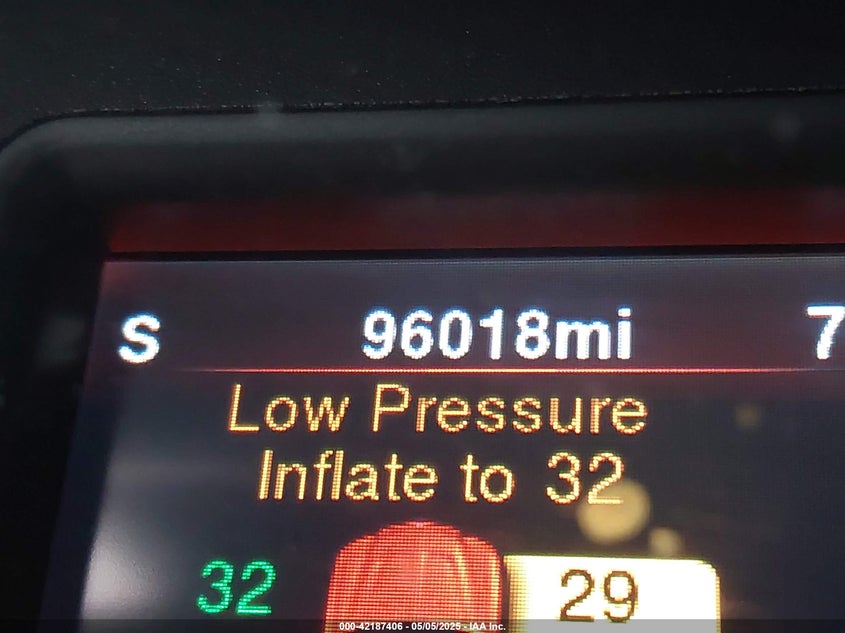 S 96018mi 7
Low Pressure
Inflate to 32
32 29
000-42187406 - 05/05/2025 - IAA Inc.